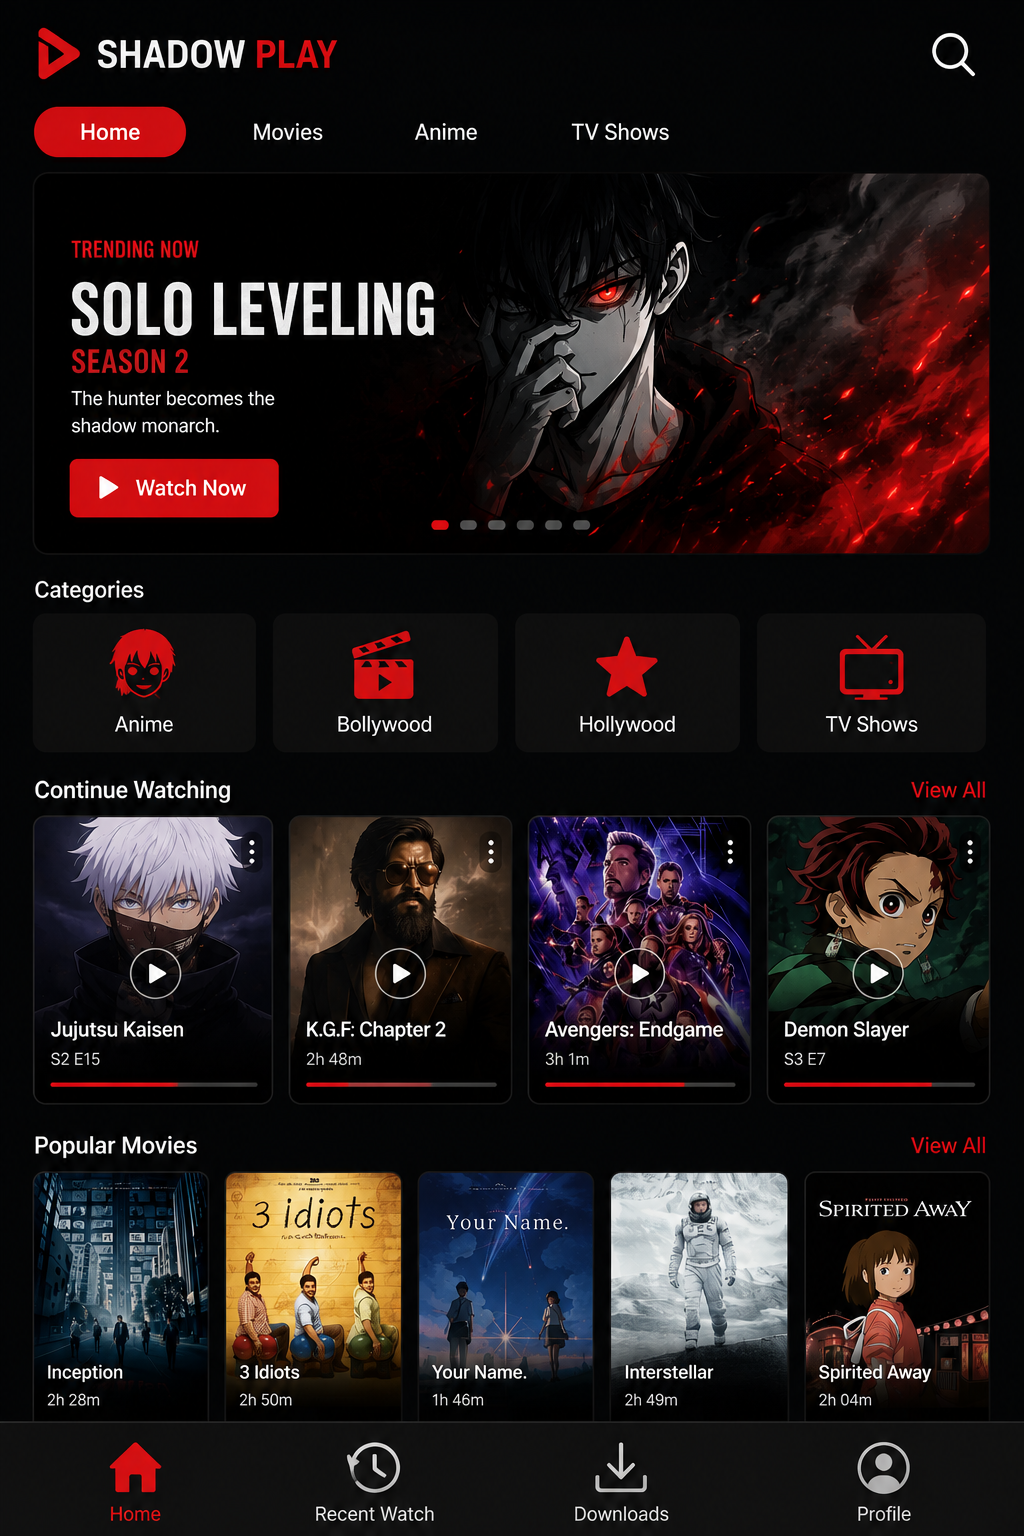 SHADOW PLAY
Home
Movies
Anime
TV Shows
TRENDING NOW
SOLO LEVELING
SEASON 2
The hunter becomes the
shadow monarch.
Watch Now
Categories
Anime
Bollywood
Hollywood
TV Shows
Continue Watching
View All
Jujutsu Kaisen
S2 E15
K.G.F: Chapter 2
2h 48m
Avengers: Endgame
3h 1m
Demon Slayer
S3 E7
Popular Movies
View All
Inception
2h 28m
3 idiots
3 Idiots
2h 50m
Your Name.
Your Name.
1h 46m
Interstellar
2h 49m
SPIRITED AWAY
Spirited Away
2h 04m
Home
Recent Watch
Downloads
Profile